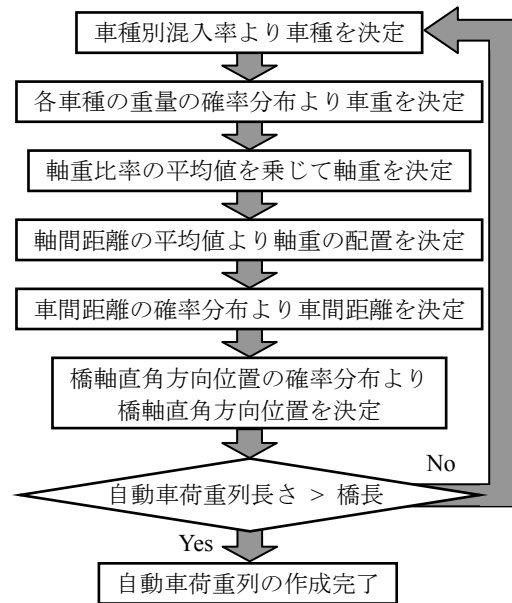 車種別混入率より車種を決定
各車種の重量の確率分布より車重を決定
軸重比率の平均値を乗じて軸重を決定
軸間距離の平均値より軸重の配置を決定
車間距離の確率分布より車間距離を決定
橋軸直角方向位置の確率分布より
橋軸直角方向位置を決定
No
自動車荷重列長さ > 橋長
Yes
自動車荷重列の作成完了